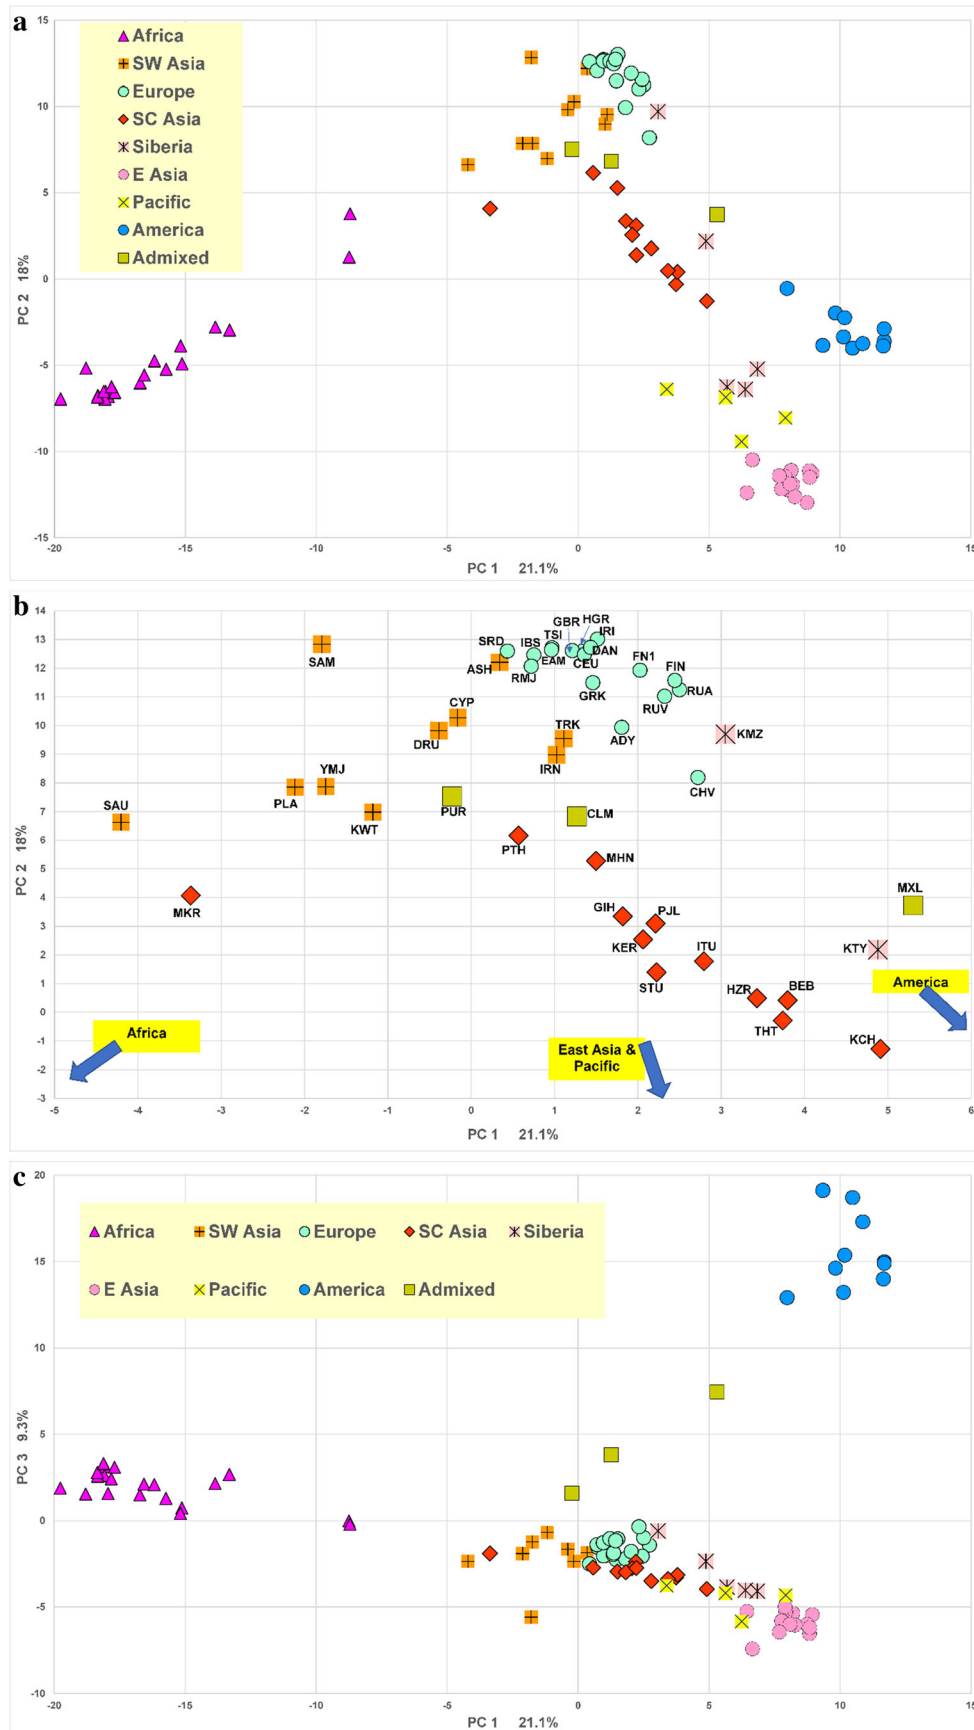 a
Africa
SW Asia
Europe
SC Asia
Siberia
E Asia
Pacific
America
Admixed
15
10
5
0
-5
-10
-15
PC 2 18%
-20
-15
-10
-5
0
5
10
15
PC 1 21.1%
b
14
13
12
11
10
9
8
7
6
5
4
3
2
1
0
-1
-2
-3
PC 2 18%
GBR
HGR
IRI
SRD
IBS
TSI
SAM
ASH
EAM
CEU
DAN
RMJ
FN1
FIN
GRK
RUA
RUV
CYP
DRU
TRK
ADY
KMZ
IRN
YMJ
CHV
SAU
PLA
KWT
PUR
CLM
PTH
MHN
MKR
MXL
GIH
PJL
KER
ITU
KTY
STU
HZR
BEB
THT
KCH
Africa
East Asia &
Pacific
America
-5
-4
-3
-2
-1
0
1
2
3
4
5
6
PC 1 21.1%
c
Africa
SW Asia
Europe
SC Asia
Siberia
E Asia
Pacific
America
Admixed
20
15
10
5
0
-5
-10
PC 3 9.3%
-20
-15
-10
-5
0
5
10
15
PC 1 21.1%